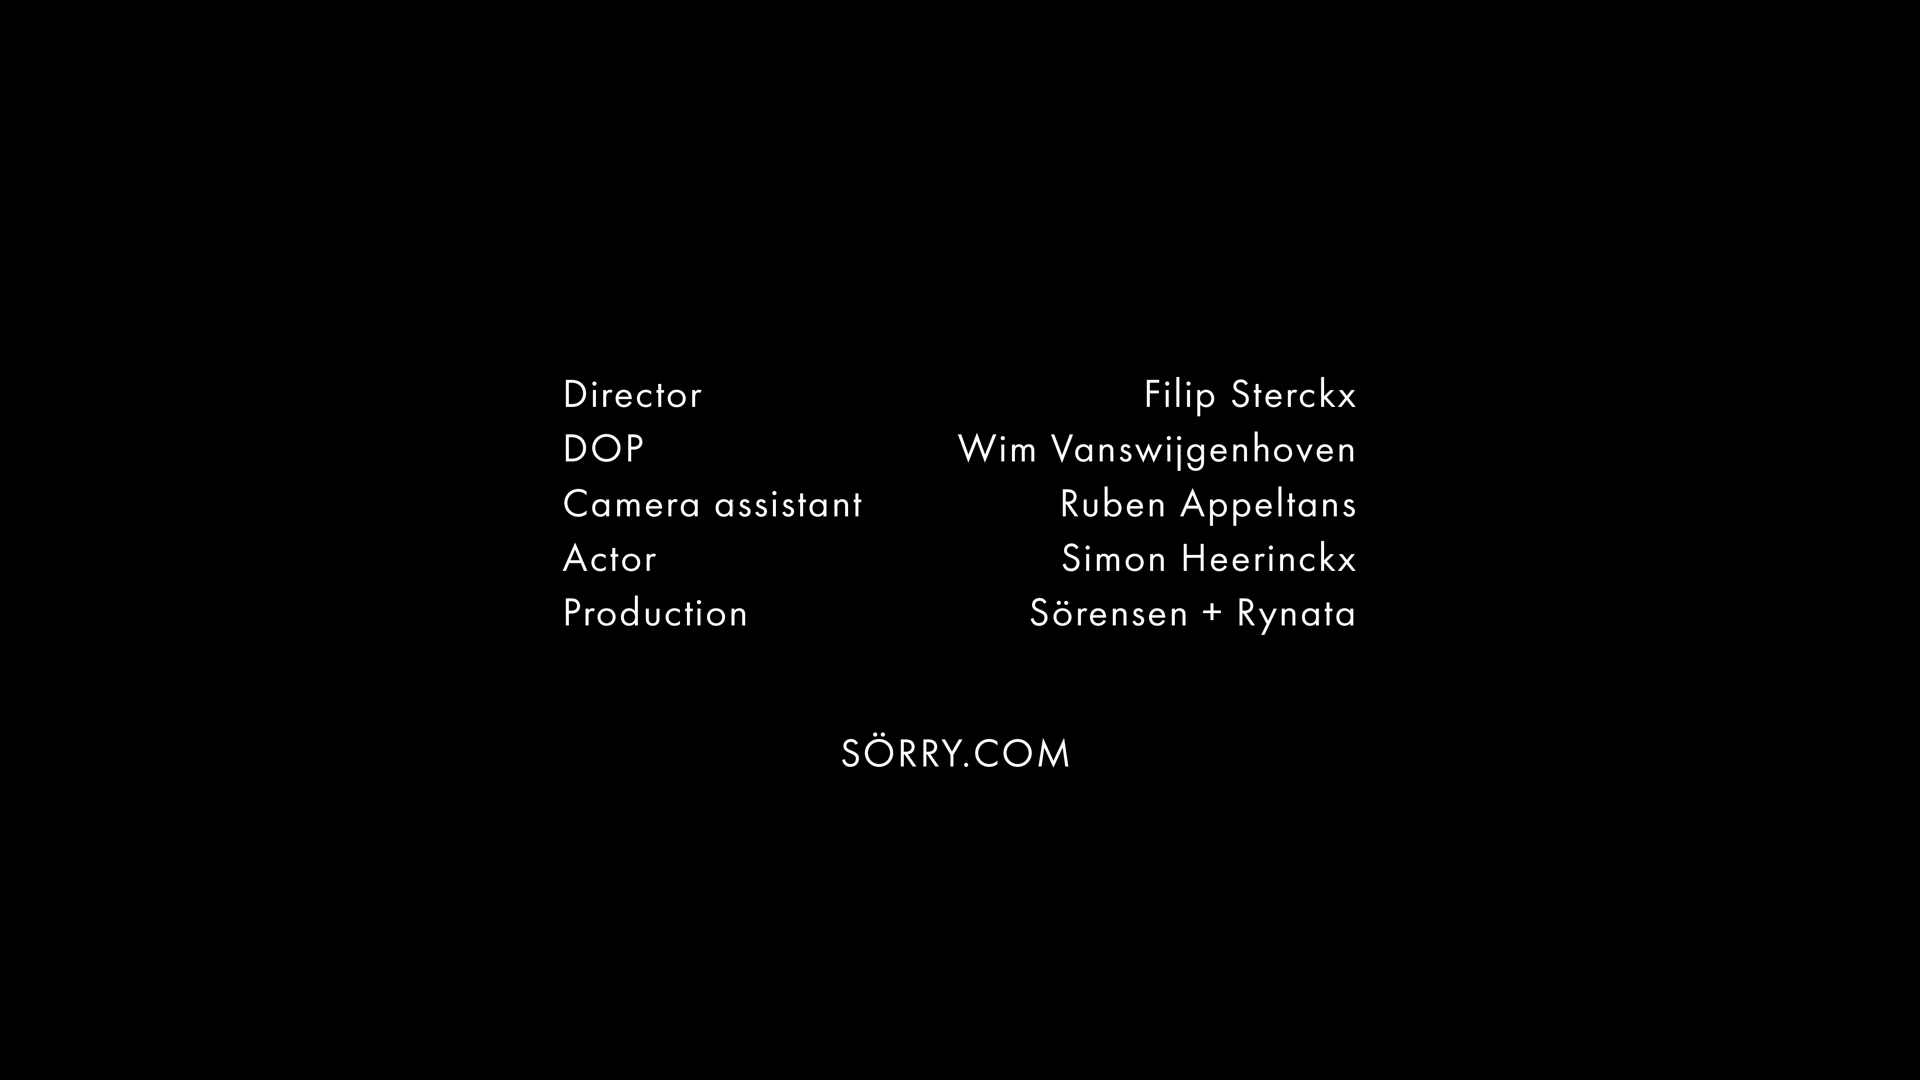 Director Filip Sterckx
DOP Wim Vanswijgenhoven
Camera assistant Ruben Appeltans
Actor Simon Heerinckx
Production Sörensen + Rynata
SÖRRY.COM